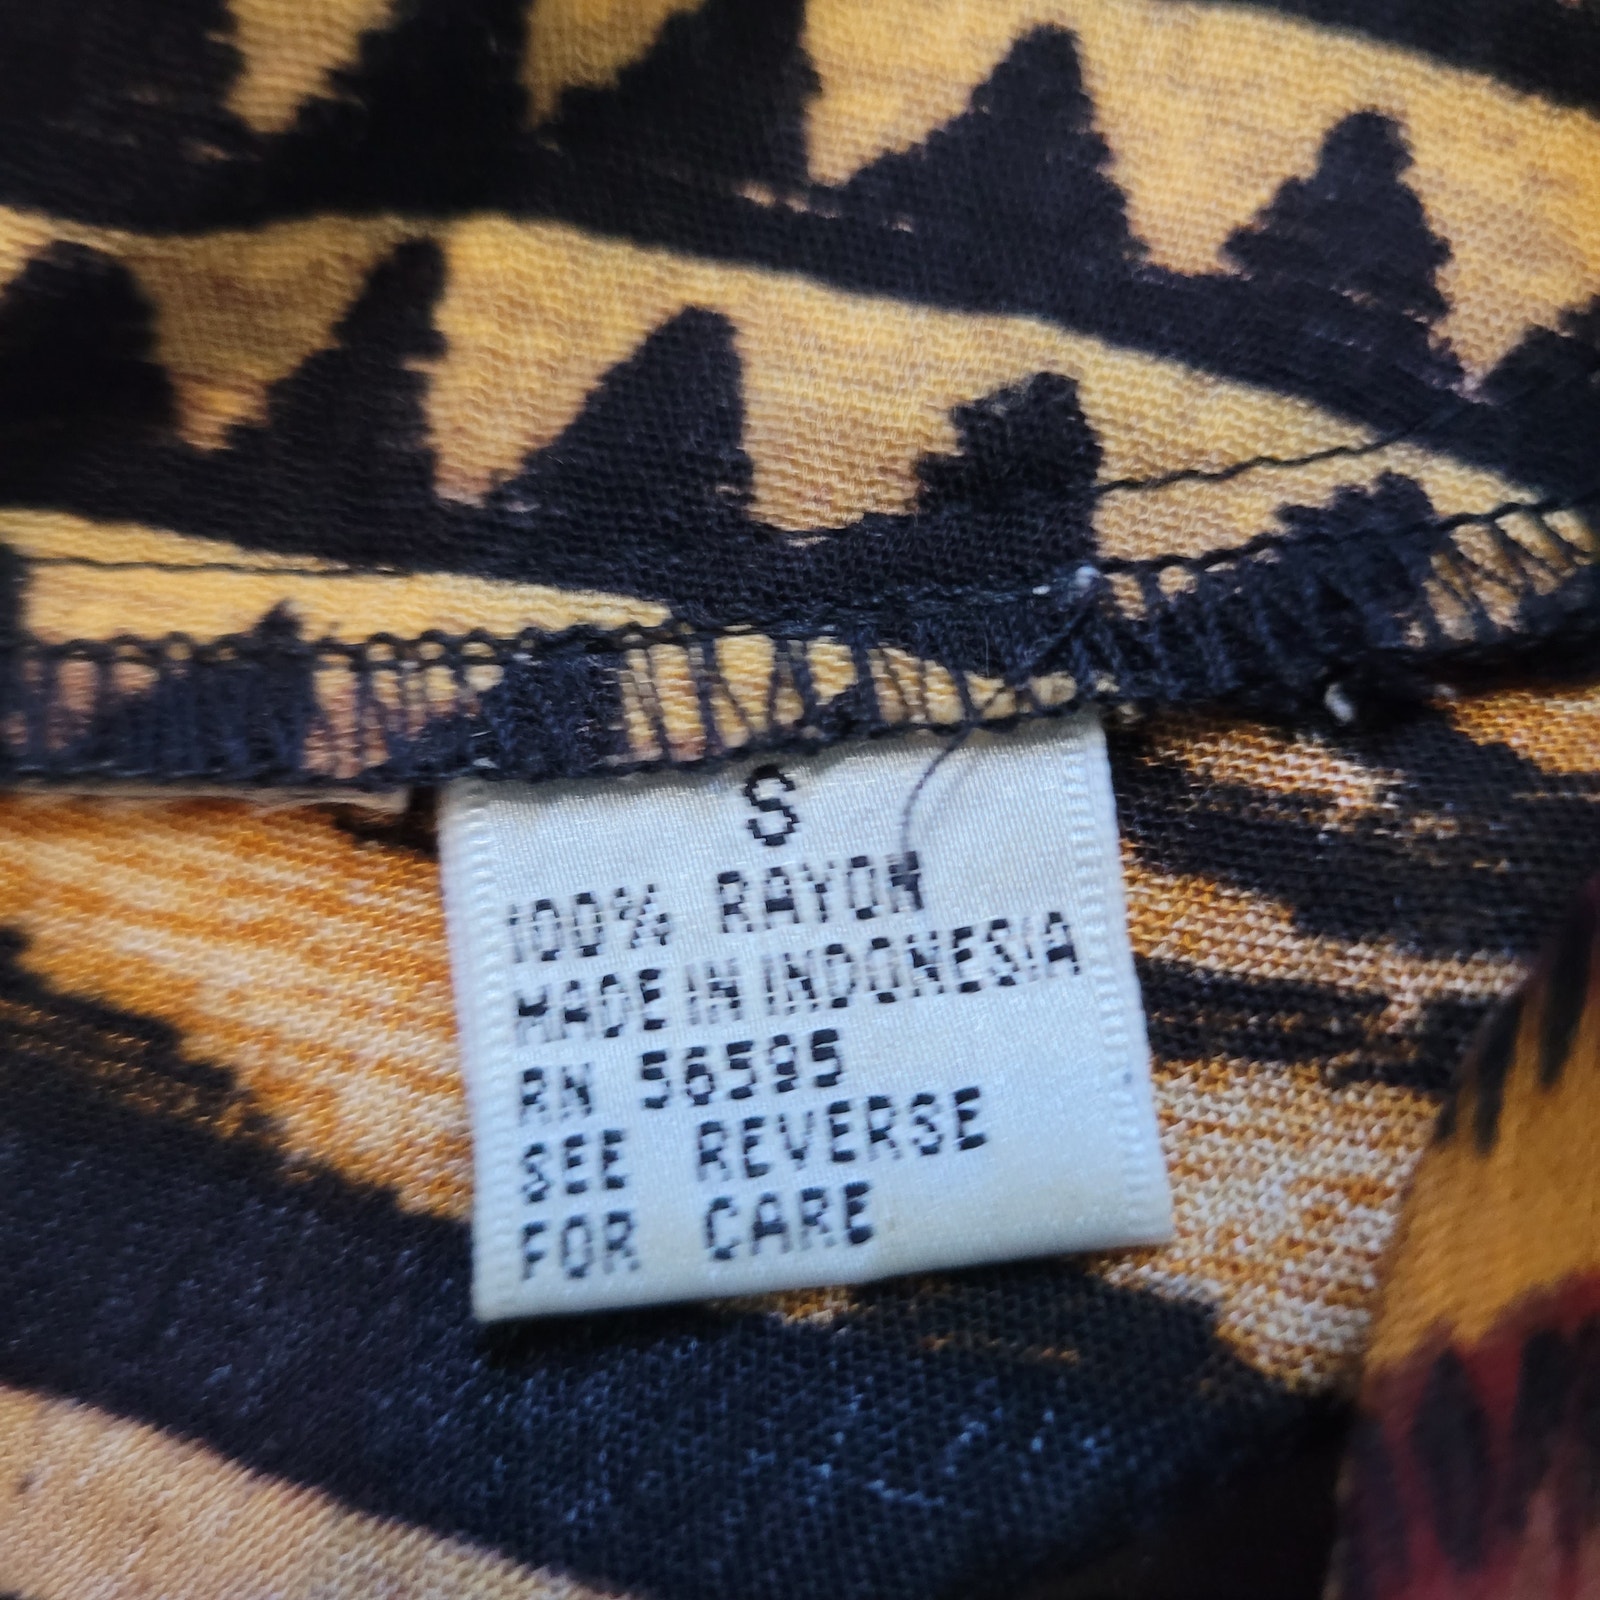 S
100% RAYON
MADE IN INDONESIA
RN 56595
SEE REVERSE
FOR CARE